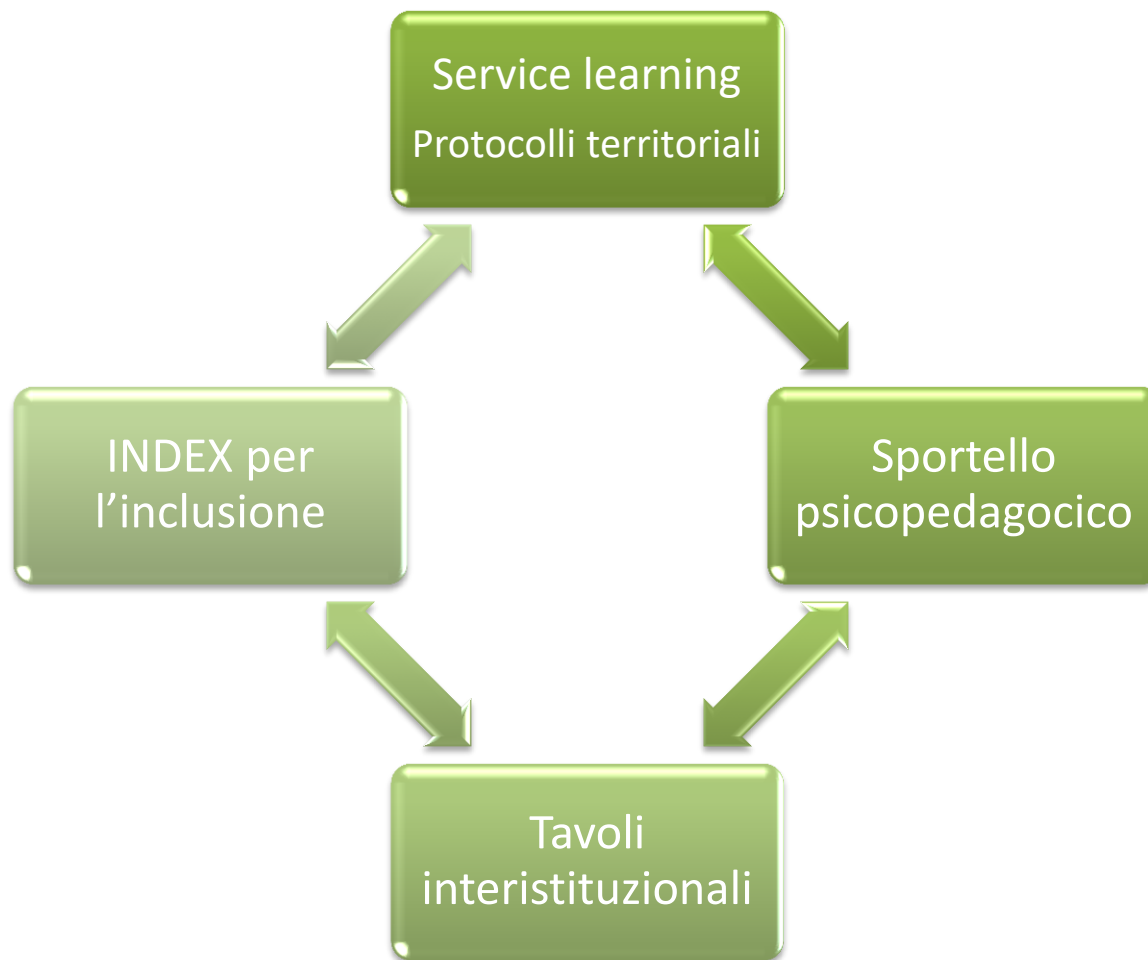 Service learning
Protocolli territoriali
INDEX per
l’inclusione
Sportello
psicopedagocico
Tavoli
interistituzionali